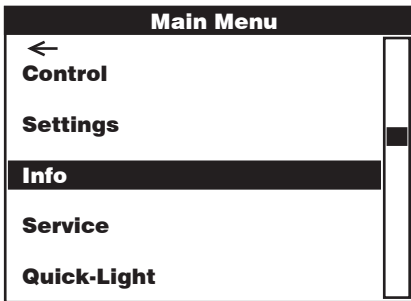 Main Menu
←
Control
Settings
Info
Service
Quick-Light